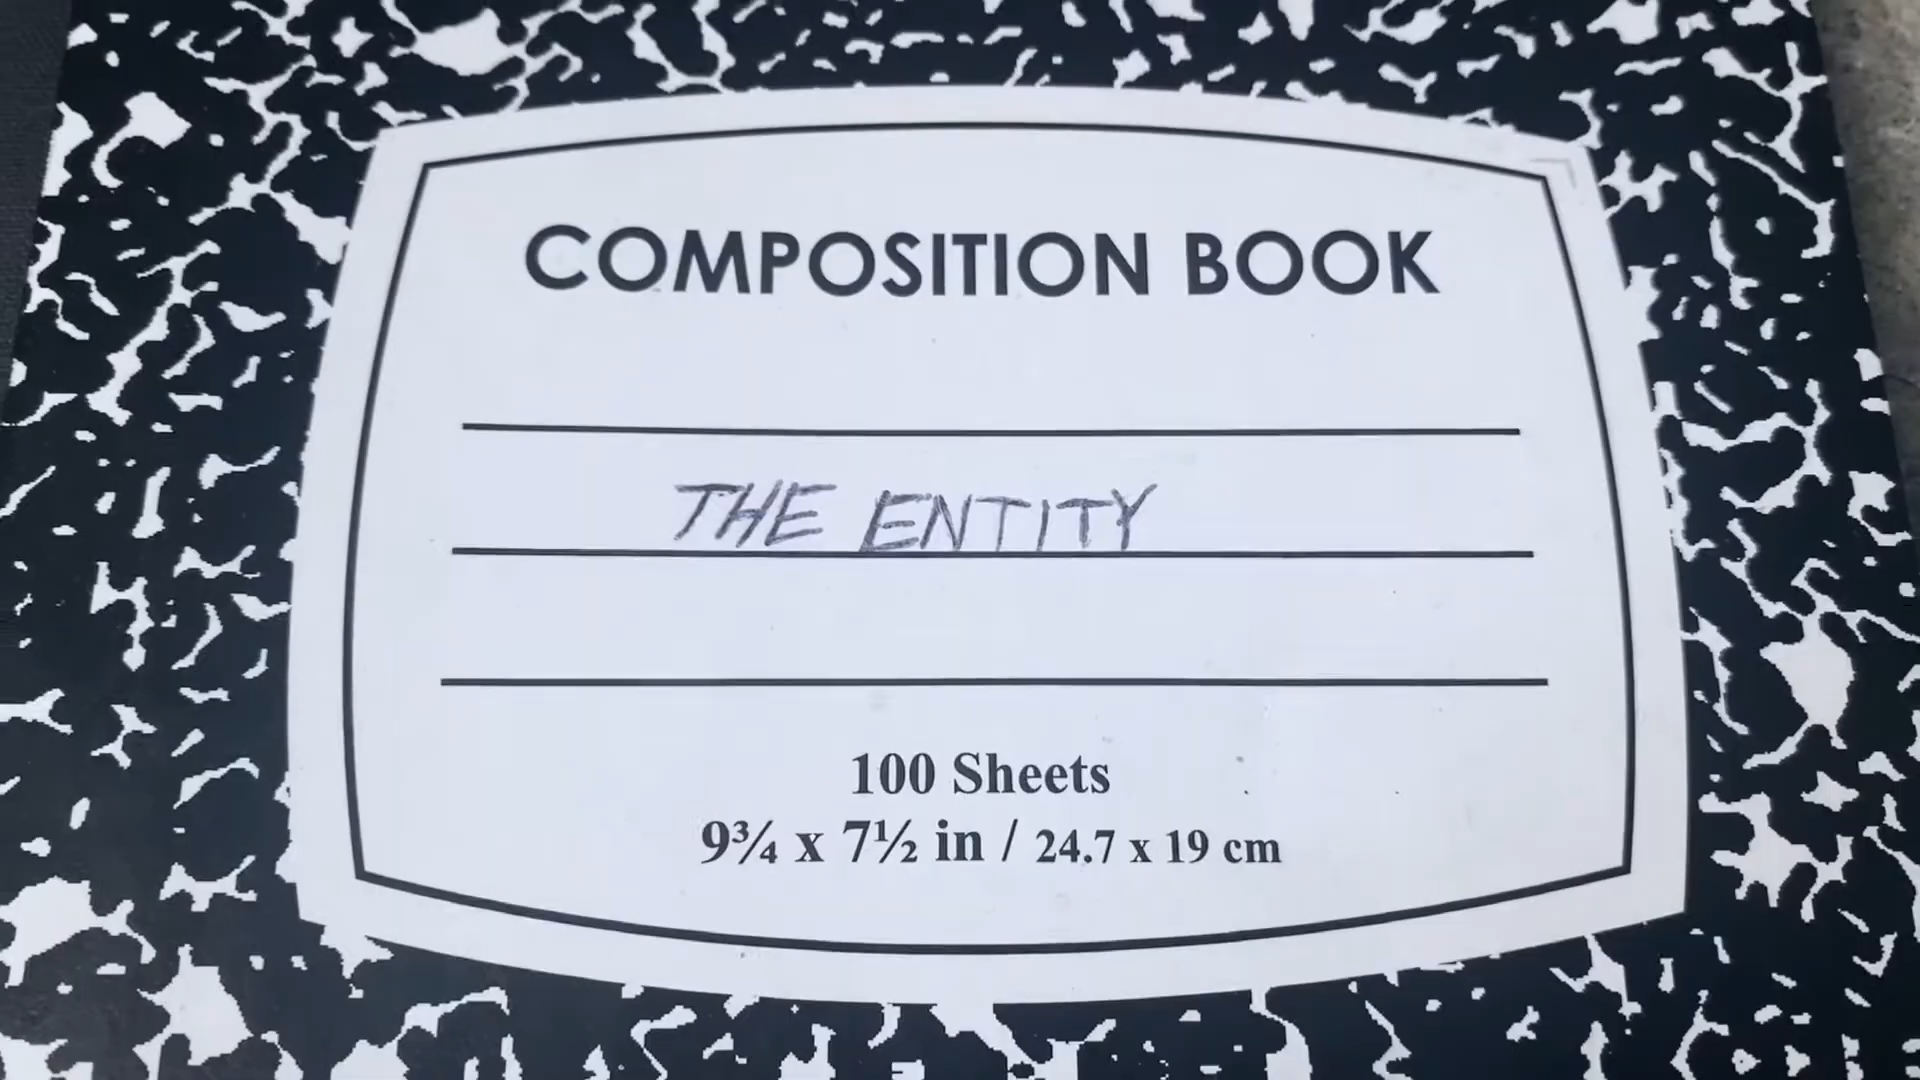 COMPOSITION BOOK
THE ENTITY
100 Sheets
9¾ x 7½ in / 24.7 x 19 cm